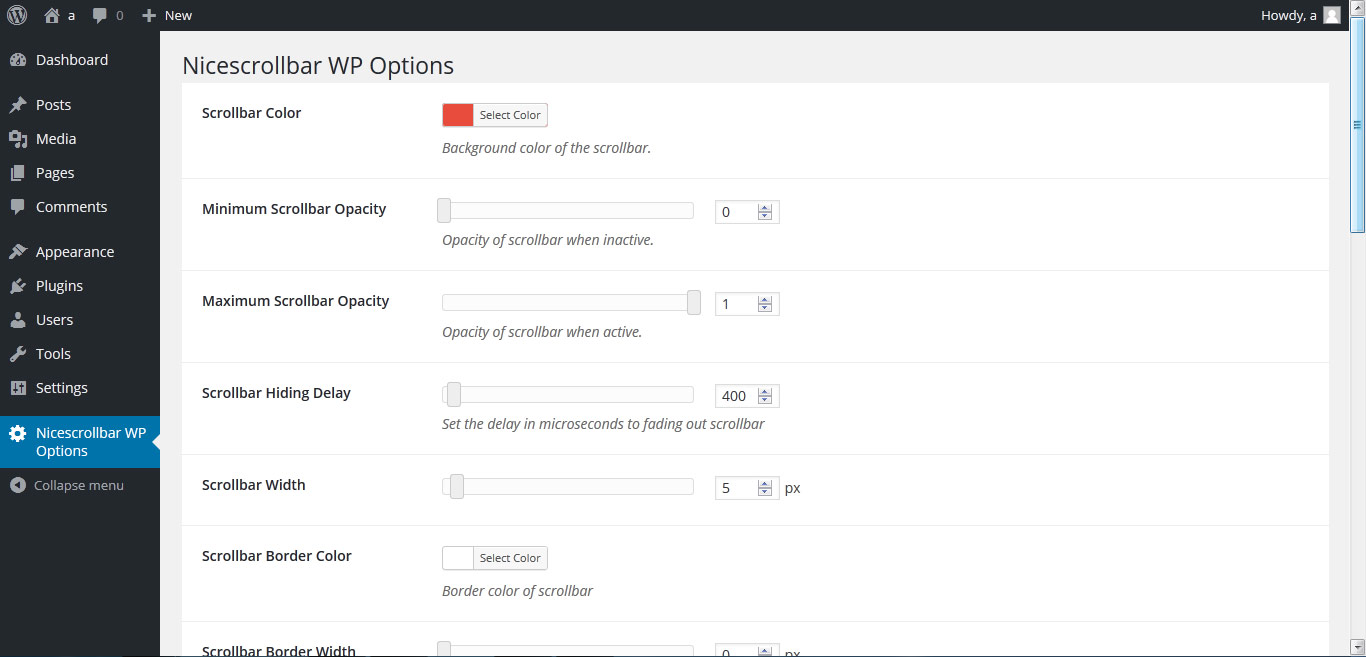 a 0 New Howdy, a
Dashboard
Posts
Media
Pages
Comments
Appearance
Plugins
Users
Tools
Settings
Nicescrollbar WP
Options
Collapse menu
Nicescrollbar WP Options
Scrollbar Color Select Color
Background color of the scrollbar.
Minimum Scrollbar Opacity 0
Opacity of scrollbar when inactive.
Maximum Scrollbar Opacity 1
Opacity of scrollbar when active.
Scrollbar Hiding Delay 400
Set the delay in microseconds to fading out scrollbar
Scrollbar Width 5 px
Scrollbar Border Color Select Color
Border color of scrollbar
Scrollbar Border Width 0 px